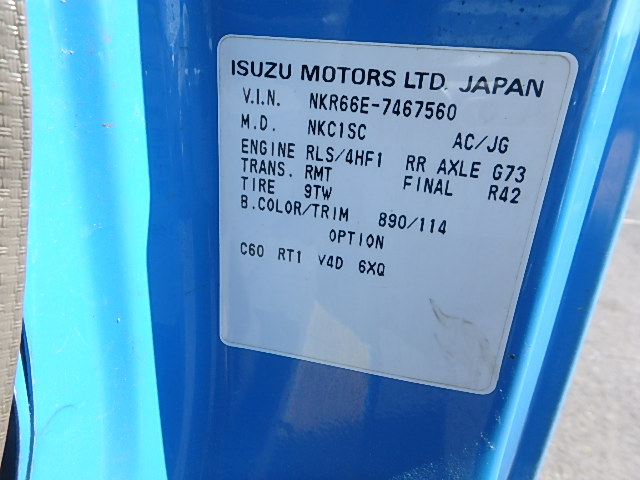 ISUZU MOTORS LTD. JAPAN
V.I.N. NKR66E-7467560
M.D. NKC1SC AC/JG
ENGINE RLS/4HF1 RR AXLE G73
TRANS. RMT FINAL R42
TIRE 9TW
B.COLOR/TRIM 890/114
OPTION
C60 RT1 V4D 6XQ